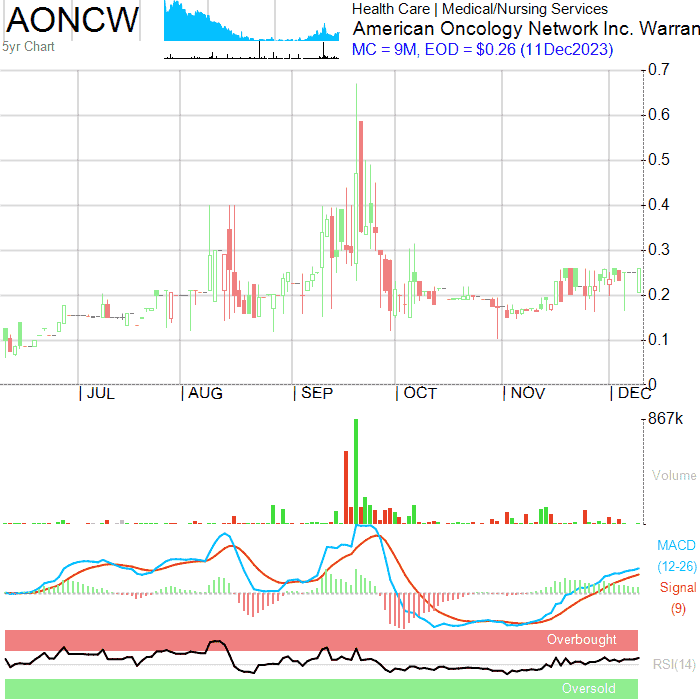 AONCW
Health Care | Medical/Nursing Services
American Oncology Network Inc. Warran
5yr Chart
MC = 9M, EOD = $0.26 (11Dec2023)
0.7
0.6
0.5
0.4
0.3
0.2
0.1
0
| JUL | AUG | SEP | OCT | NOV | DEC
867k
Volume
MACD
(12-26)
Signal
(9)
Overbought
RSI(14)
Oversold